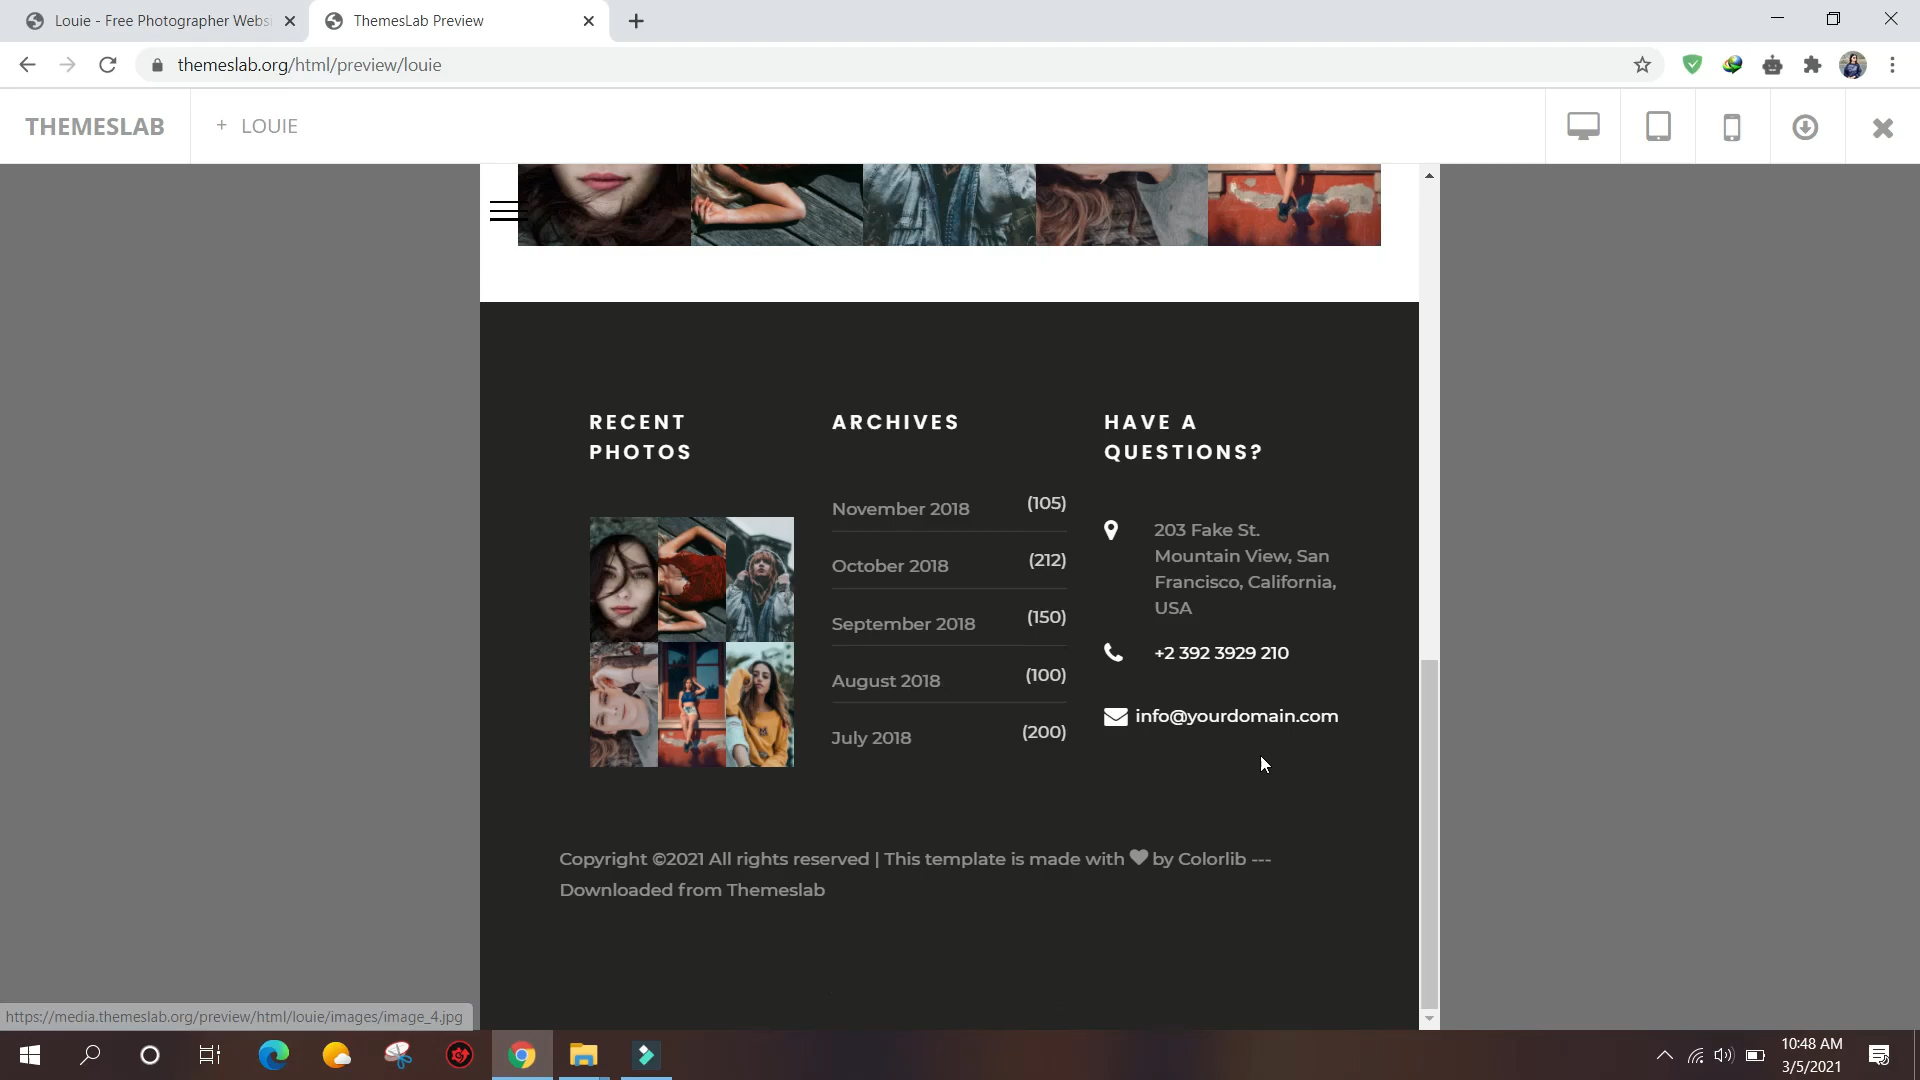 Louie - Free Photographer Websi
ThemesLab Preview
themeslab.org/html/preview/louie
THEMESLAB
+ LOUIE
RECENT
PHOTOS
ARCHIVES
November 2018 (105)
October 2018 (212)
September 2018 (150)
August 2018 (100)
July 2018 (200)
HAVE A
QUESTIONS?
203 Fake St.
Mountain View, San
Francisco, California,
USA
+2 392 3929 210
info@yourdomain.com
Copyright ©2021 All rights reserved | This template is made with ♥ by Colorlib ---
Downloaded from Themeslab
https://media.themeslab.org/preview/html/louie/images/image_4.jpg
10:48 AM
3/5/2021